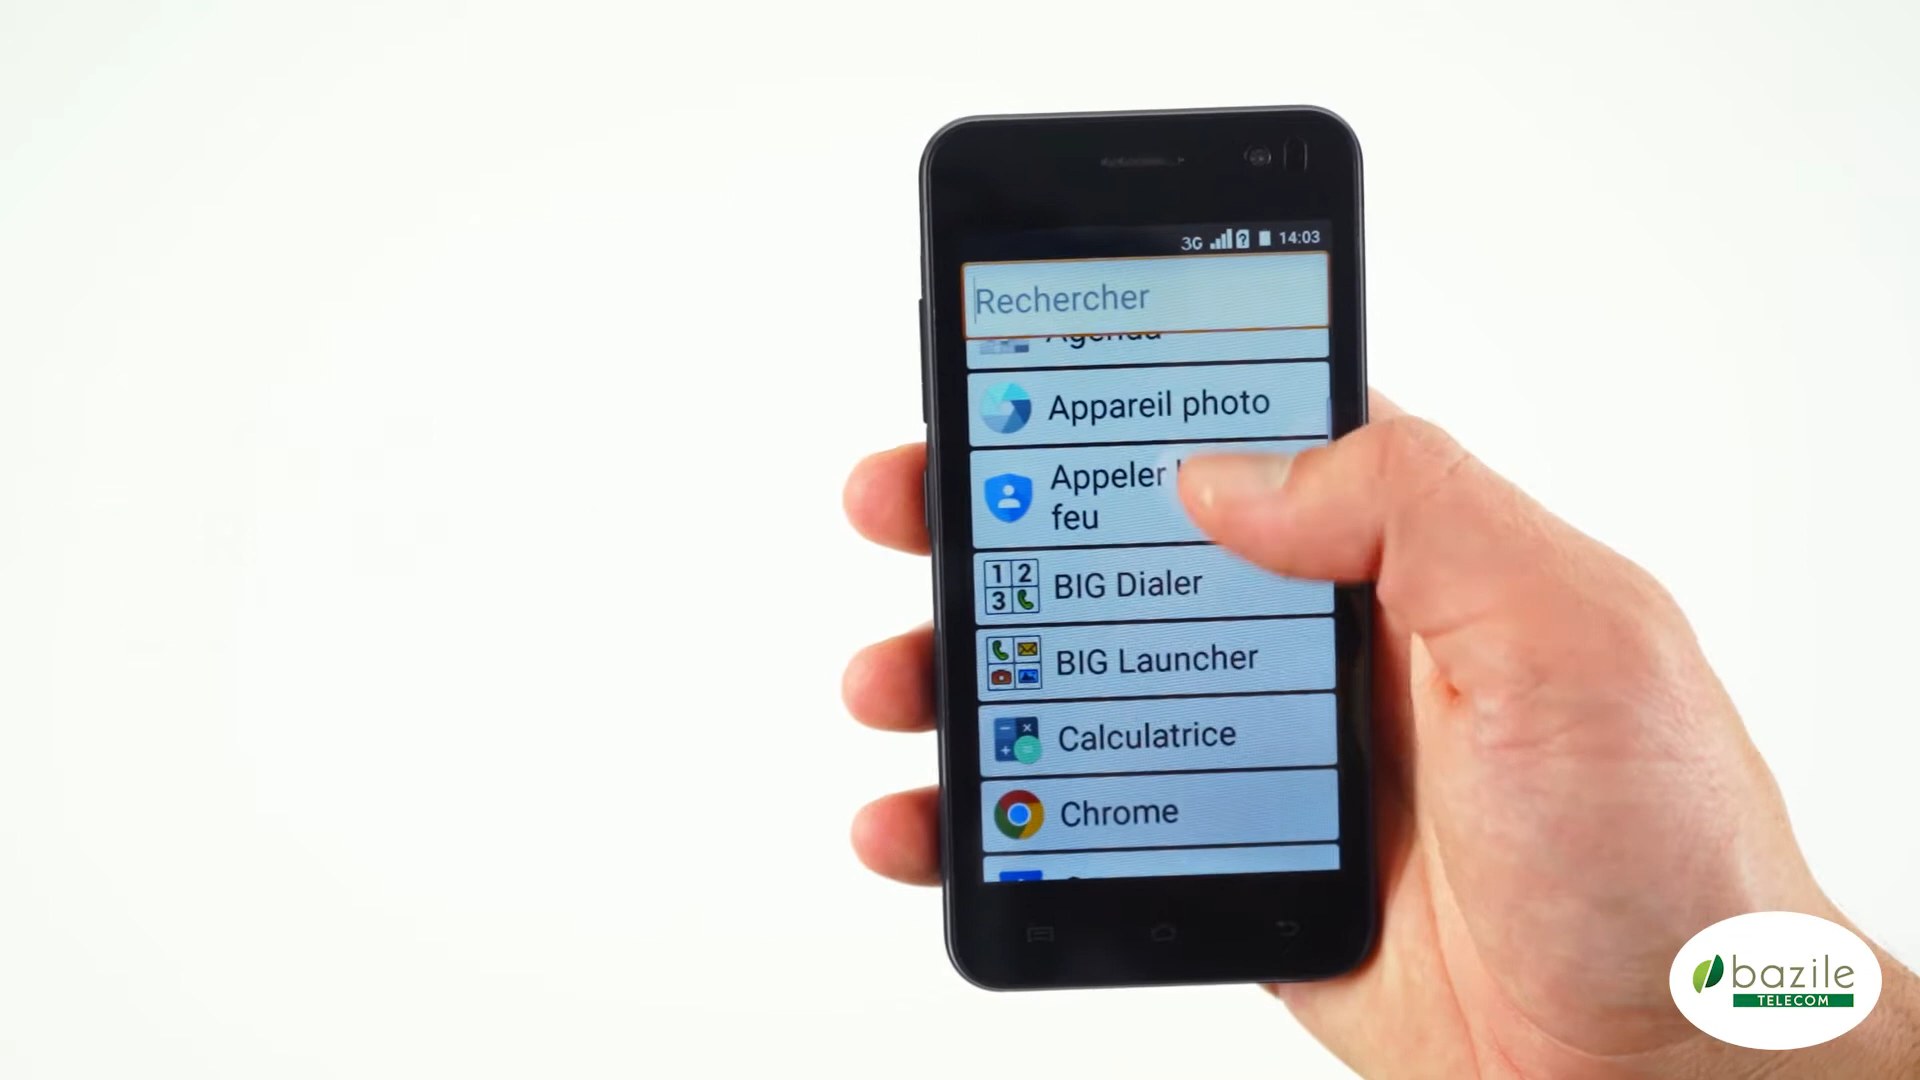 3G 14:03
Rechercher
Agenda
Appareil photo
Appeler
feu
1 2
3
BIG Dialer
BIG Launcher
Calculatrice
Chrome
bazile
TELECOM